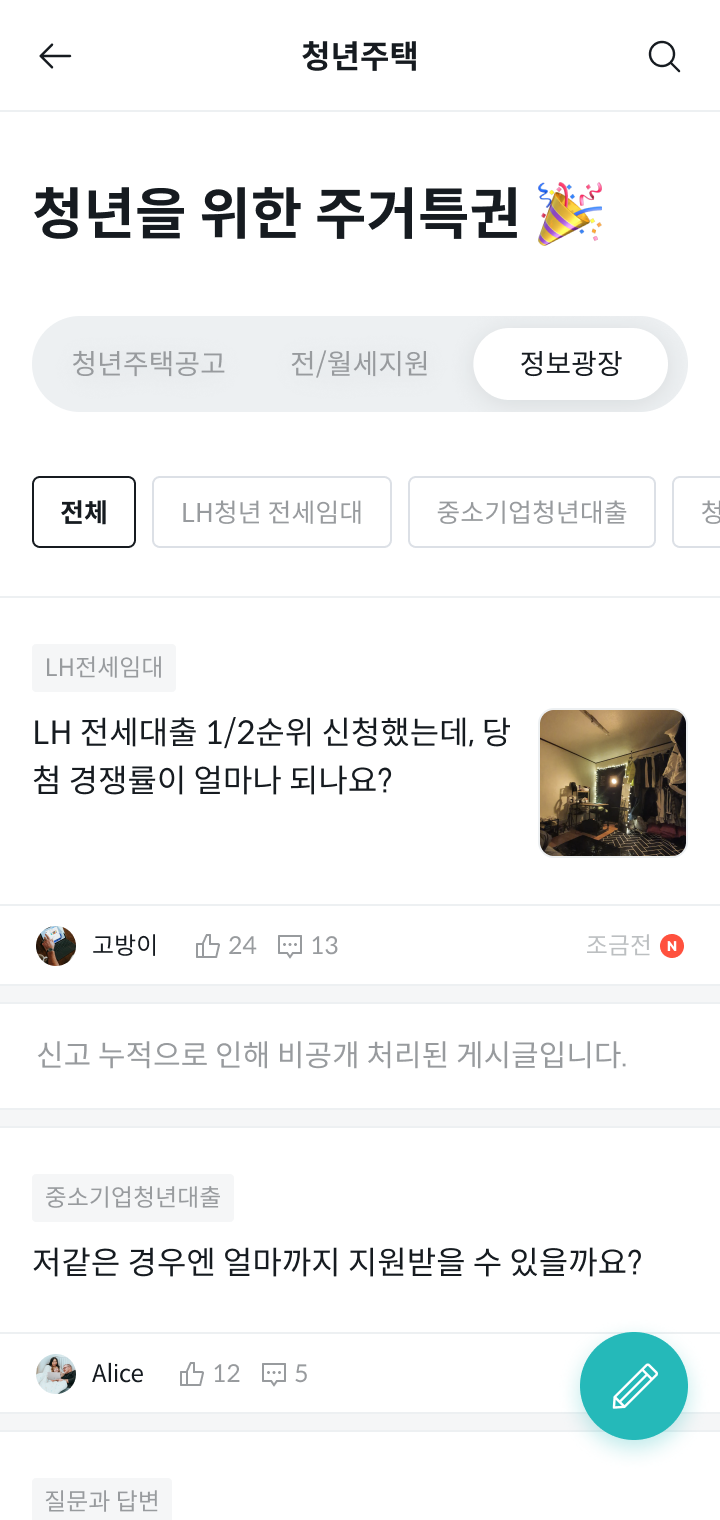 청년주택
청년을 위한 주거특권 🎉
청년주택공고
전/월세지원
정보광장
전체
LH청년 전세임대
중소기업청년대출
청
LH전세임대
LH 전세대출 1/2순위 신청했는데, 당
첨 경쟁률이 얼마나 되나요?
고방이 24 13 조금전 N
신고 누적으로 인해 비공개 처리된 게시글입니다.
중소기업청년대출
저같은 경우엔 얼마까지 지원받을 수 있을까요?
Alice 12 5
질문과 답변